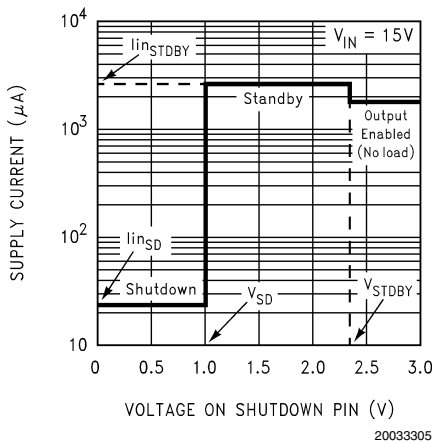 10⁴
Iin_STDBY
V_IN = 15V
Standby
Output
Enabled
(No load)
10³
SUPPLY CURRENT (μA)
10²
Iin_SD
Shutdown
V_SD
V_STDBY
10
0 0.5 1.0 1.5 2.0 2.5 3.0
VOLTAGE ON SHUTDOWN PIN (V)
20033305